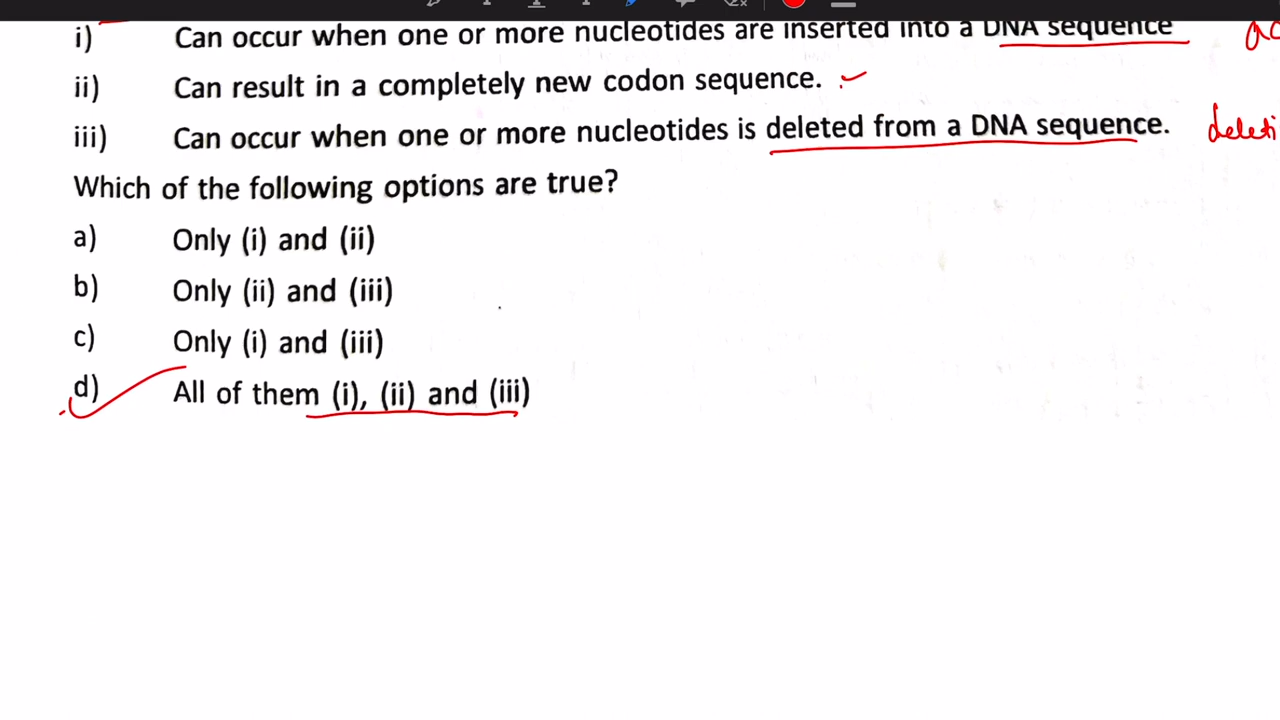 i) Can occur when one or more nucleotides are inserted into a DNA sequence
ii) Can result in a completely new codon sequence.
iii) Can occur when one or more nucleotides is deleted from a DNA sequence. deleti
Which of the following options are true?
a) Only (i) and (ii)
b) Only (ii) and (iii)
c) Only (i) and (iii)
d) All of them (i), (ii) and (iii)